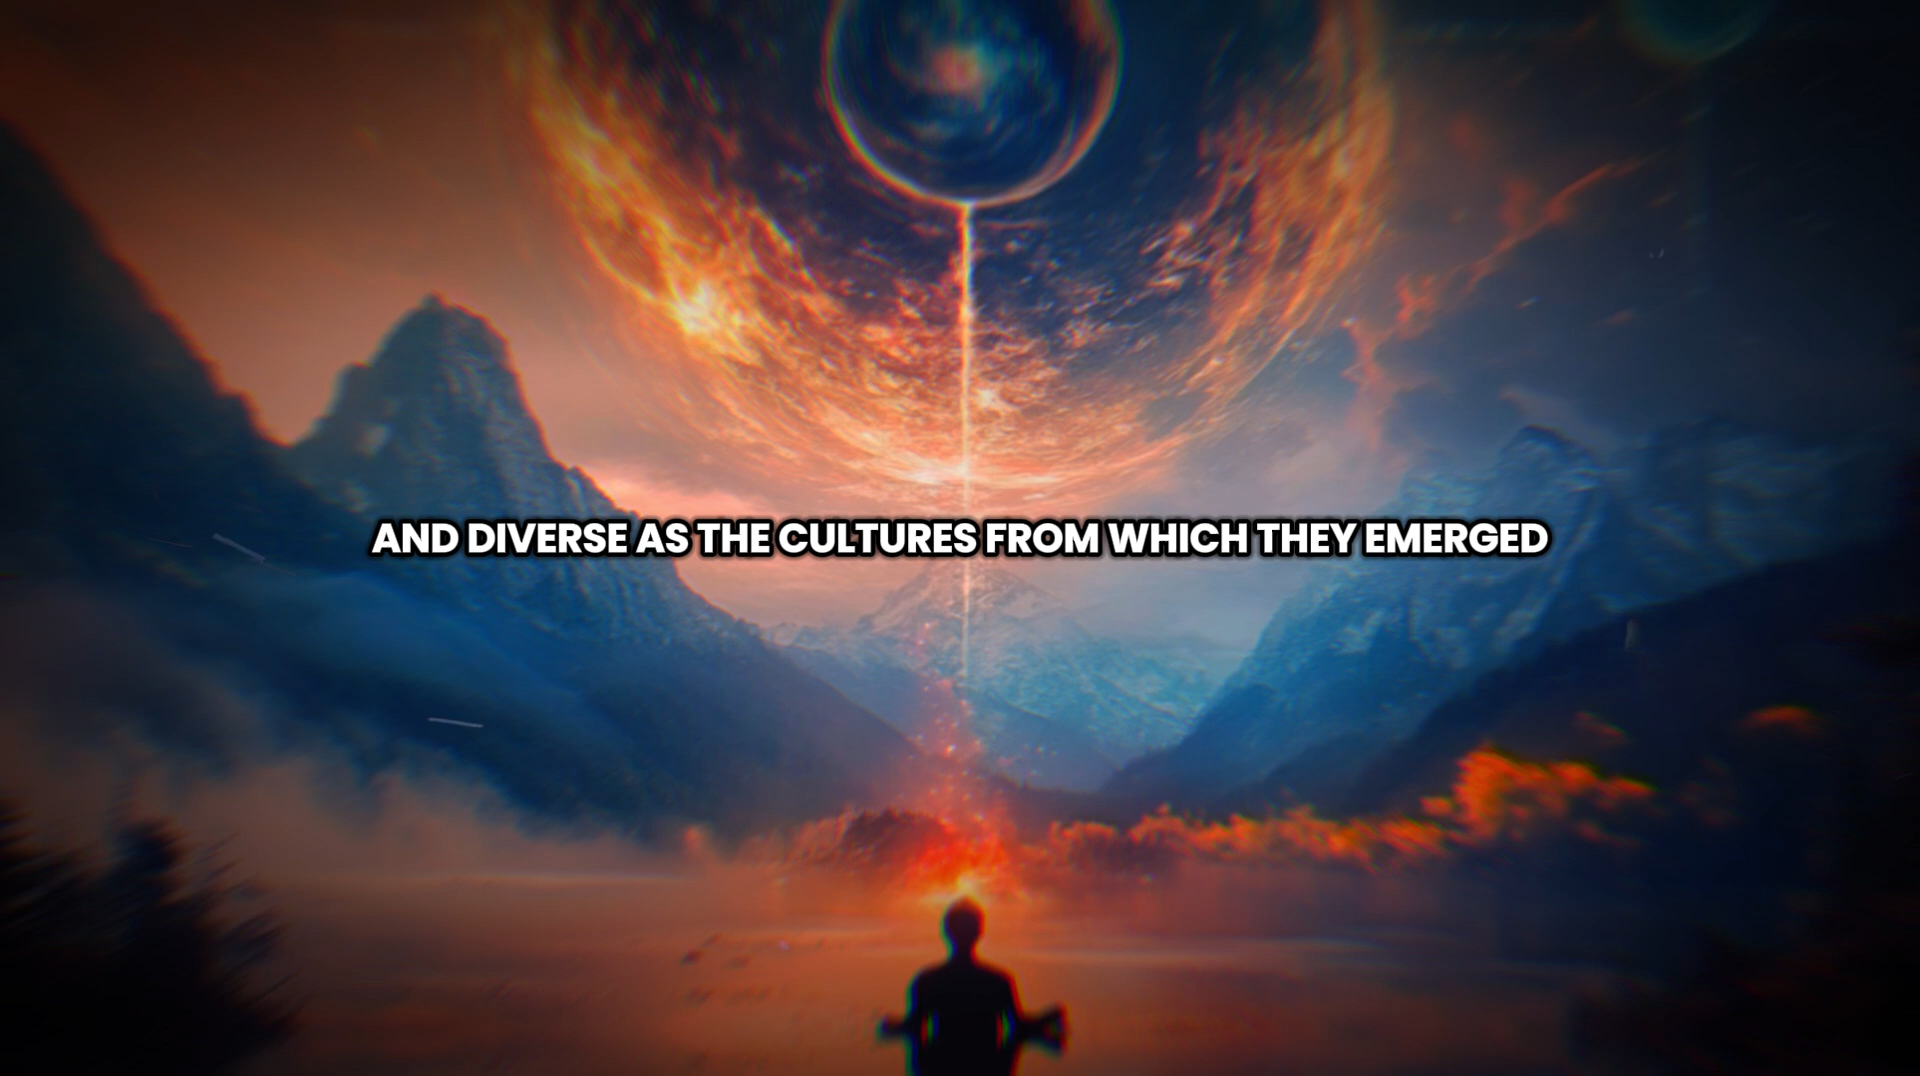 AND DIVERSE AS THE CULTURES FROM WHICH THEY EMERGED